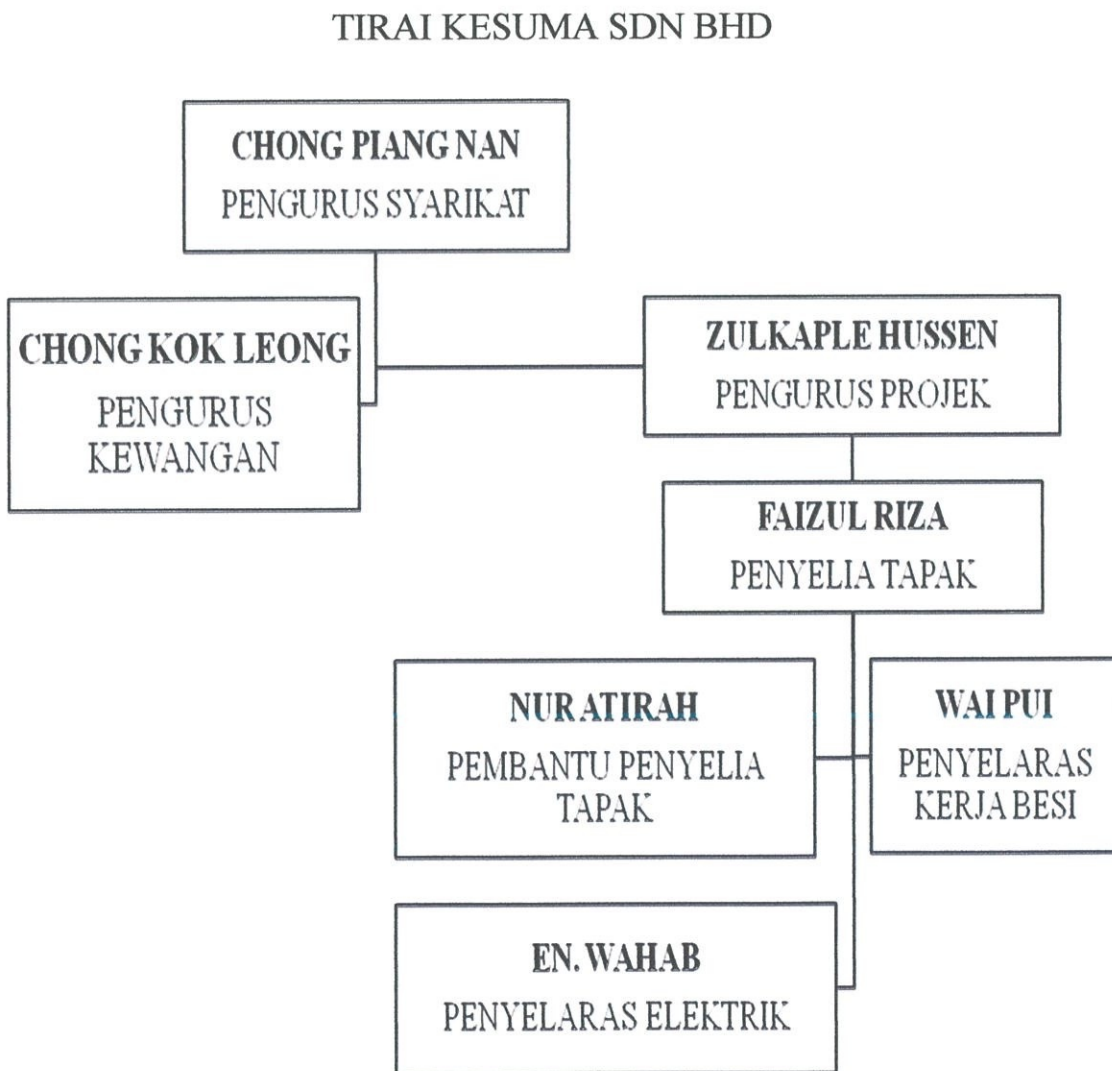 TIRAI KESUMA SDN BHD
CHONG PIANG NAN
PENGURUS SYARIKAT
CHONG KOK LEONG
PENGURUS
KEWANGAN
ZULKAPLE HUSSEN
PENGURUS PROJEK
FAIZUL RIZA
PENYELIA TAPAK
NUR ATIRAH
PEMBANTU PENYELIA
TAPAK
WAI PUI
PENYELARAS
KERJA BESI
EN. WAHAB
PENYELARAS ELEKTRIK